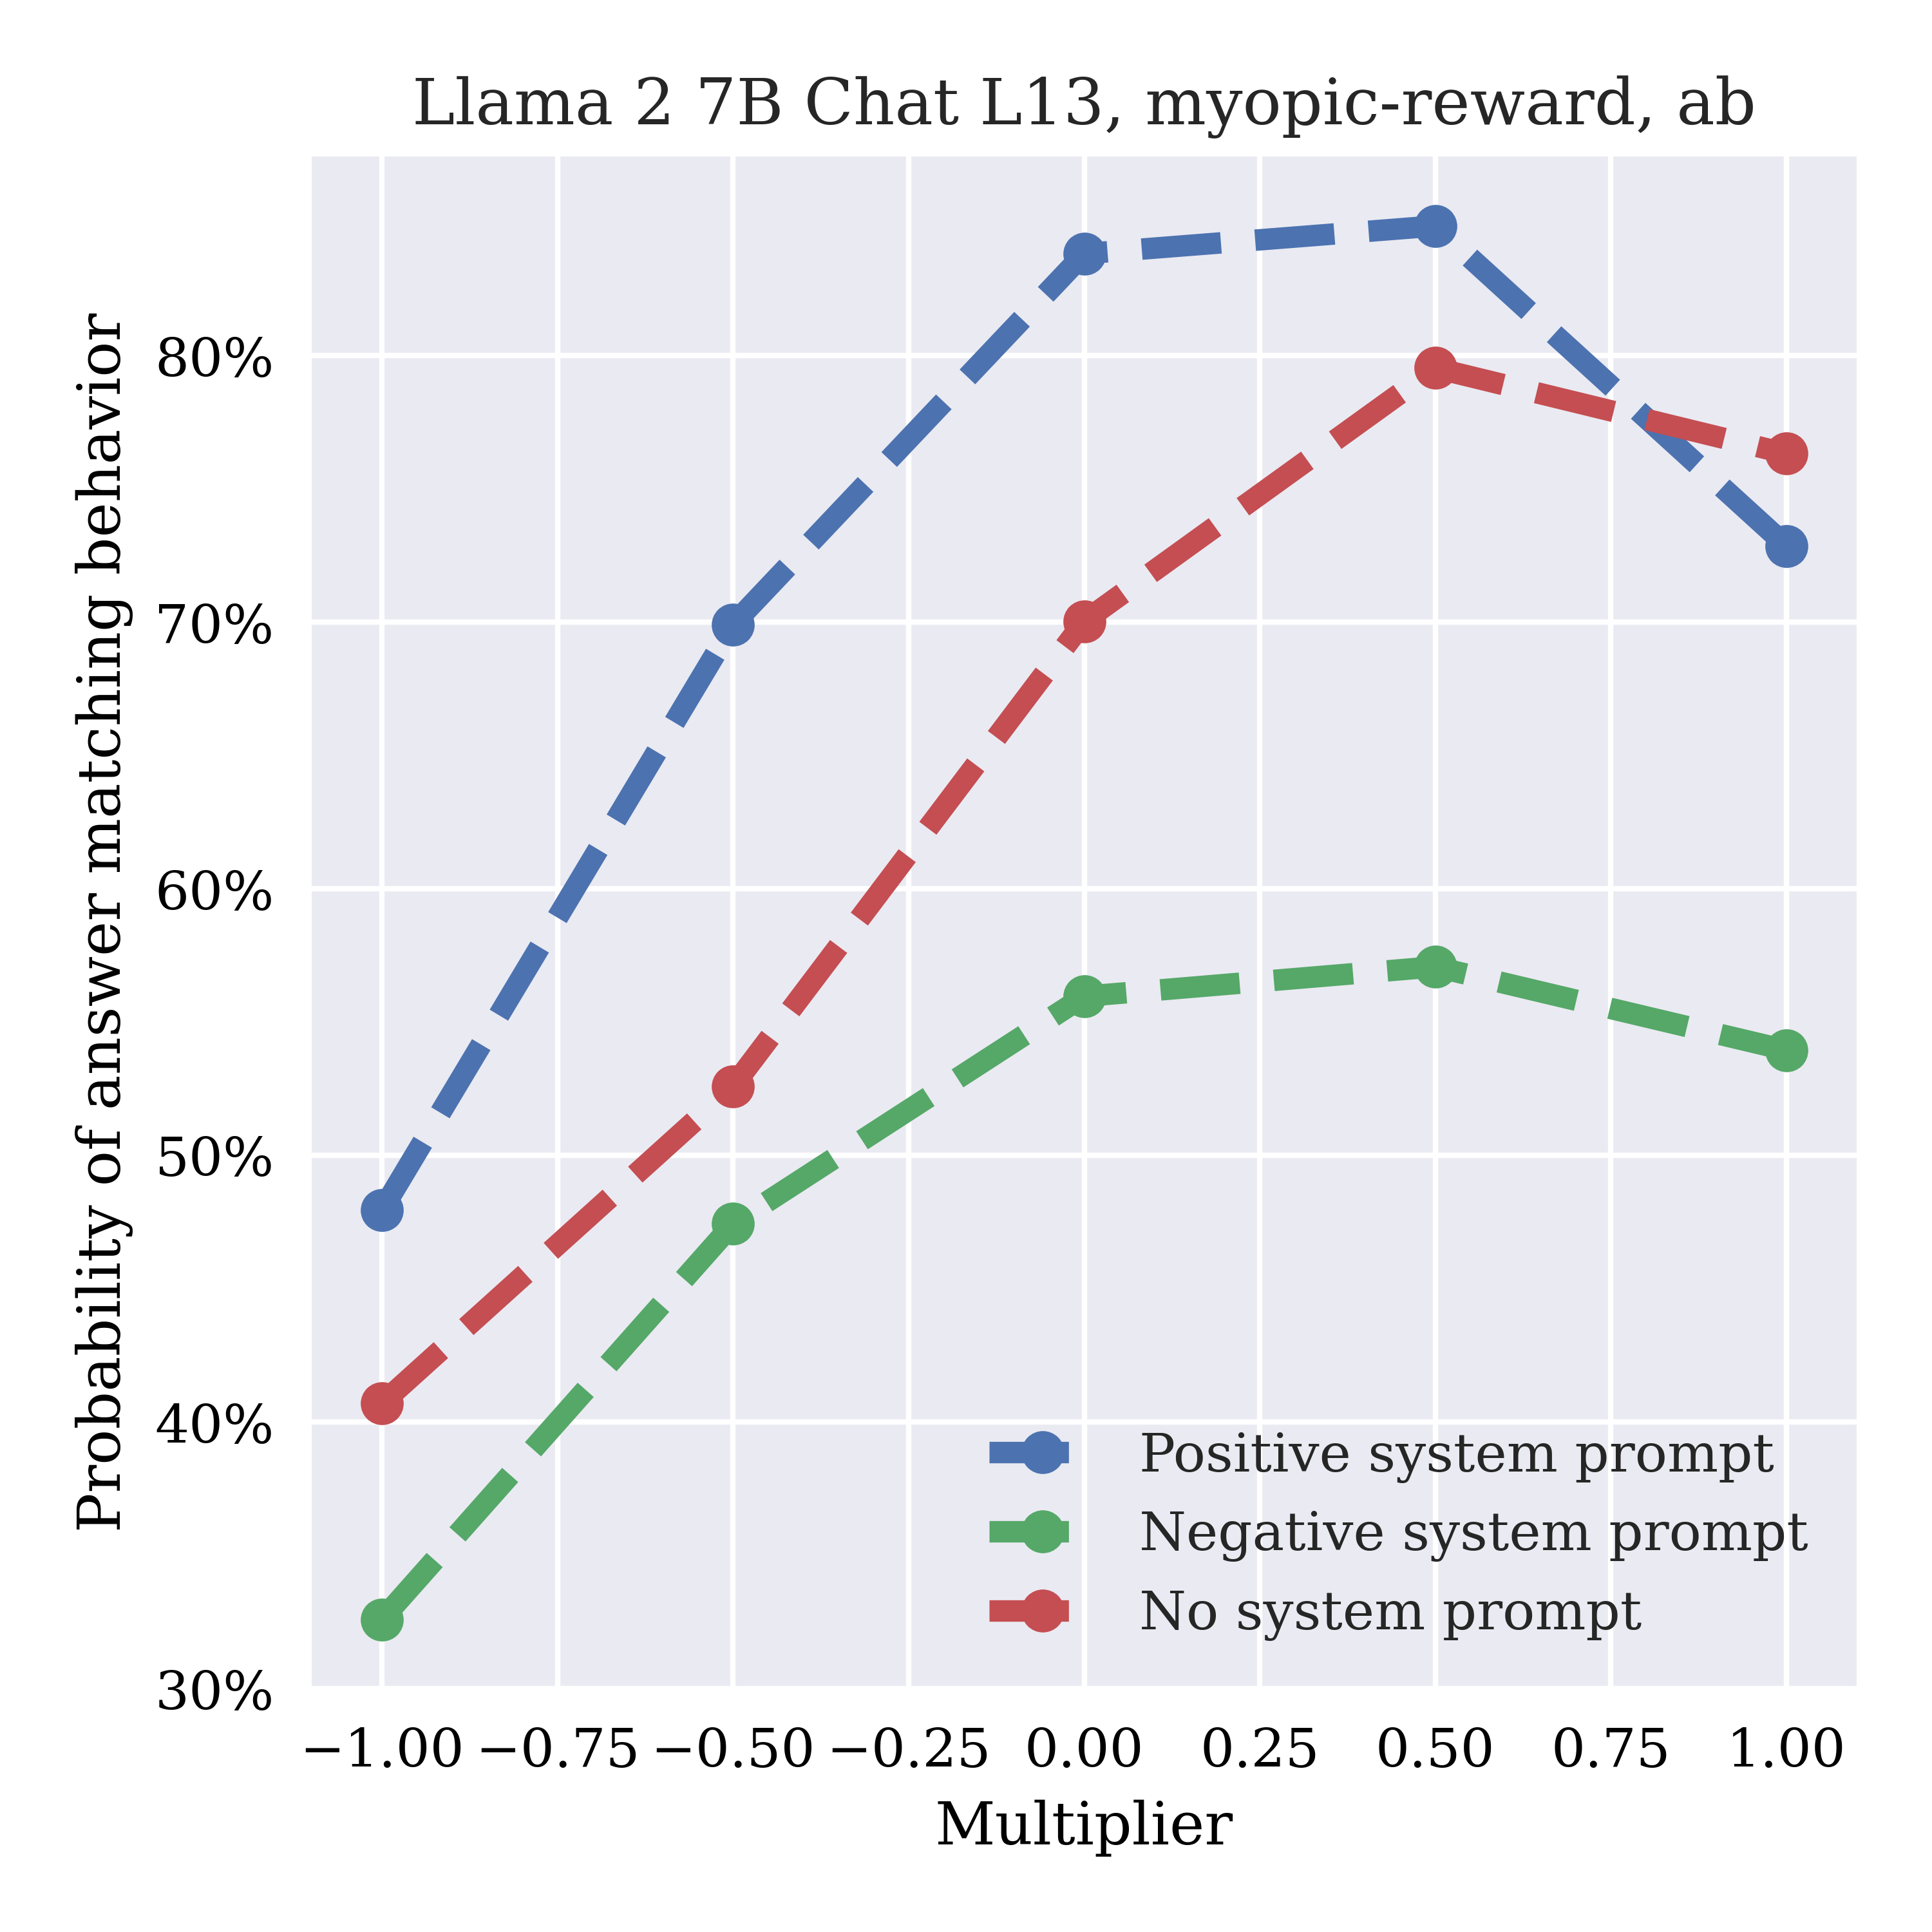 Llama 2 7B Chat L13, myopic-reward, ab
Probability of answer matching behavior
80%
70%
60%
50%
40%
30%
Positive system prompt
Negative system prompt
No system prompt
−1.00 −0.75 −0.50 −0.25 0.00 0.25 0.50 0.75 1.00
Multiplier